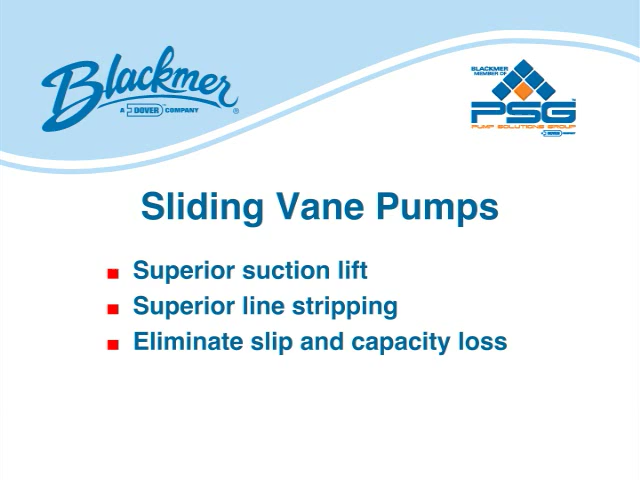 Blackmer
A DOVER COMPANY
BLACKMER
MEMBER OF
PSG
PUMP SOLUTIONS GROUP
Sliding Vane Pumps
Superior suction lift
Superior line stripping
Eliminate slip and capacity loss